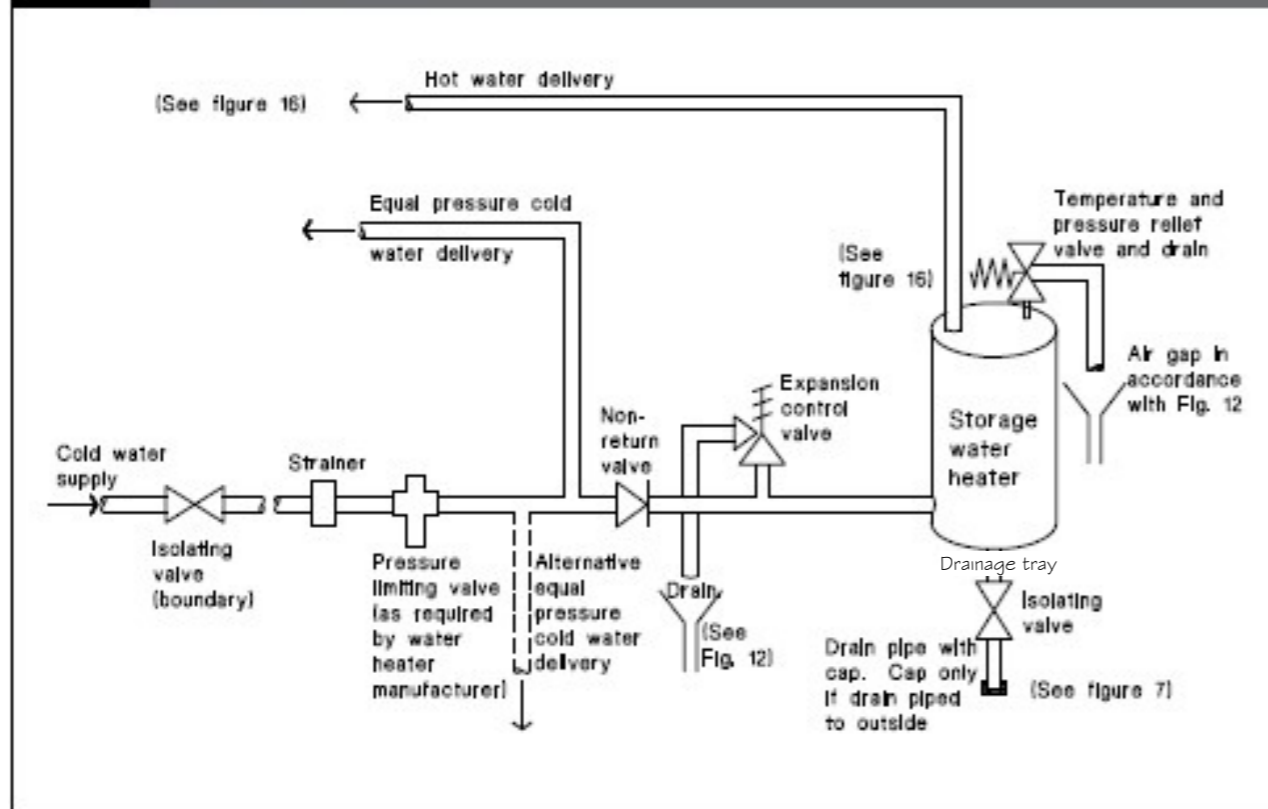 Hot water delivery
(See figure 16)
Equal pressure cold
water delivery
Temperature and
pressure relief
valve and drain
(See
figure 16)
Air gap in
accordance
with Fig. 12
Expansion
control
valve
Non-
return
valve
Storage
water
heater
Cold water
supply
Strainer
Isolating
valve
(boundary)
Pressure
limiting valve
(as required
by water
heater
manufacturer)
Alternative
equal
pressure
cold water
delivery
Drain
(See
Fig. 12)
Drainage tray
Isolating
valve
Drain pipe with
cap. Cap only
if drain piped
to outside
(See figure 7)